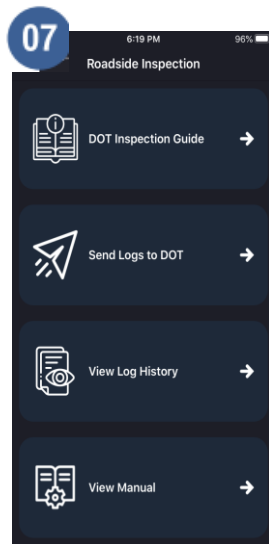 07
6:19 PM 96%
Roadside Inspection
DOT Inspection Guide
Send Logs to DOT
View Log History
View Manual